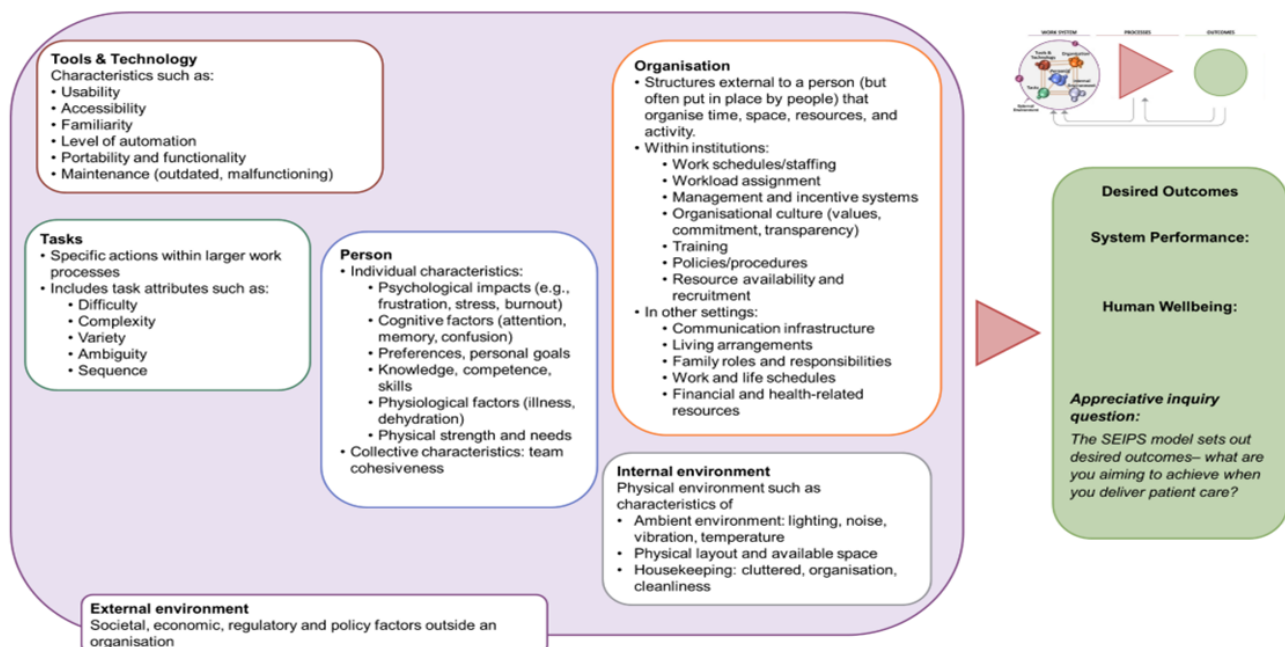 Tools & Technology
Characteristics such as:
• Usability
• Accessibility
• Familiarity
• Level of automation
• Portability and functionality
• Maintenance (outdated, malfunctioning)
Tasks
• Specific actions within larger work
processes
• Includes task attributes such as:
• Difficulty
• Complexity
• Variety
• Ambiguity
• Sequence
Person
• Individual characteristics:
• Psychological impacts (e.g.,
frustration, stress, burnout)
• Cognitive factors (attention,
memory, confusion)
• Preferences, personal goals
• Knowledge, competence,
skills
• Physiological factors (illness,
dehydration)
• Physical strength and needs
• Collective characteristics: team
cohesiveness
Organisation
• Structures external to a person (but
often put in place by people) that
organise time, space, resources, and
activity.
• Within institutions:
• Work schedules/staffing
• Workload assignment
• Management and incentive systems
• Organisational culture (values,
commitment, transparency)
• Training
• Policies/procedures
• Resource availability and
recruitment
• In other settings:
• Communication infrastructure
• Living arrangements
• Family roles and responsibilities
• Work and life schedules
• Financial and health-related
resources
Internal environment
Physical environment such as
characteristics of
• Ambient environment: lighting, noise,
vibration, temperature
• Physical layout and available space
• Housekeeping: cluttered, organisation,
cleanliness
External environment
Societal, economic, regulatory and policy factors outside an
organisation
WORK SYSTEM
PROCESSES
OUTCOMES
Tools &
Technology
Organisation
Tasks
Internal
Environment
External
Environment
Desired Outcomes
System Performance:
Human Wellbeing:
Appreciative inquiry
question:
The SEIPS model sets out
desired outcomes– what are
you aiming to achieve when
you deliver patient care?